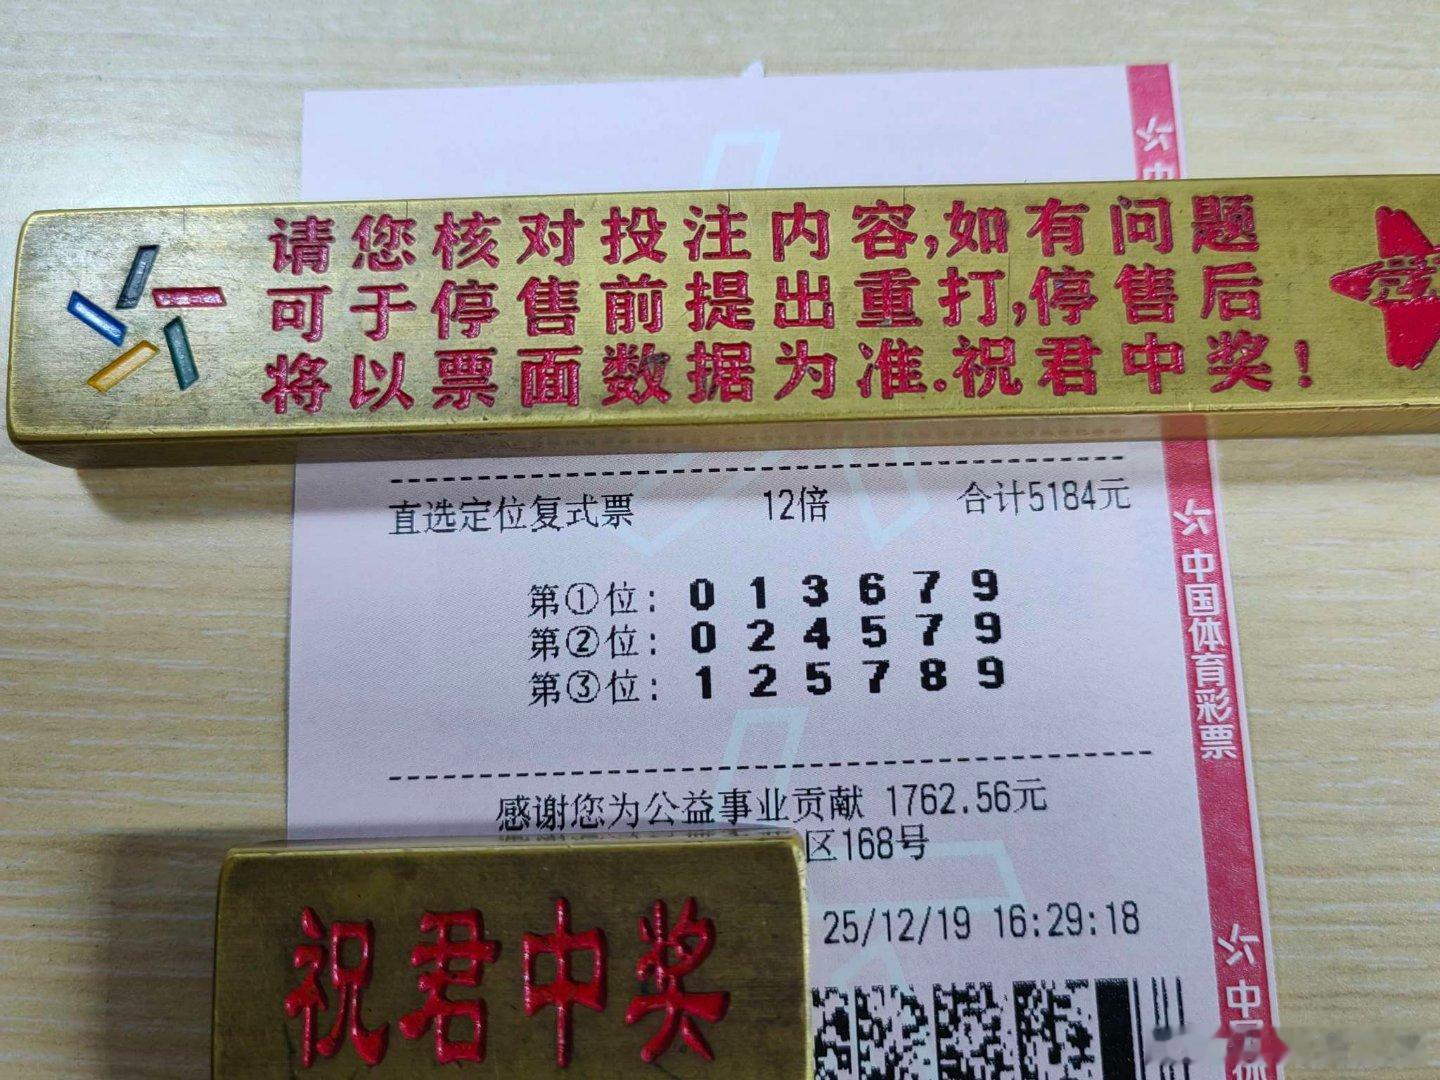 请您核对投注内容,如有问题
可于停售前提出重打,停售后
将以票面数据为准.祝君中奖!
直选定位复式票 12倍 合计5184元
第①位: 0 1 3 6 7 9
第②位: 0 2 4 5 7 9
第③位: 1 2 5 7 8 9
感谢您为公益事业贡献 1762.56元
区168号
25/12/19 16:29:18
祝君中奖
中
中国体育彩票
中国体